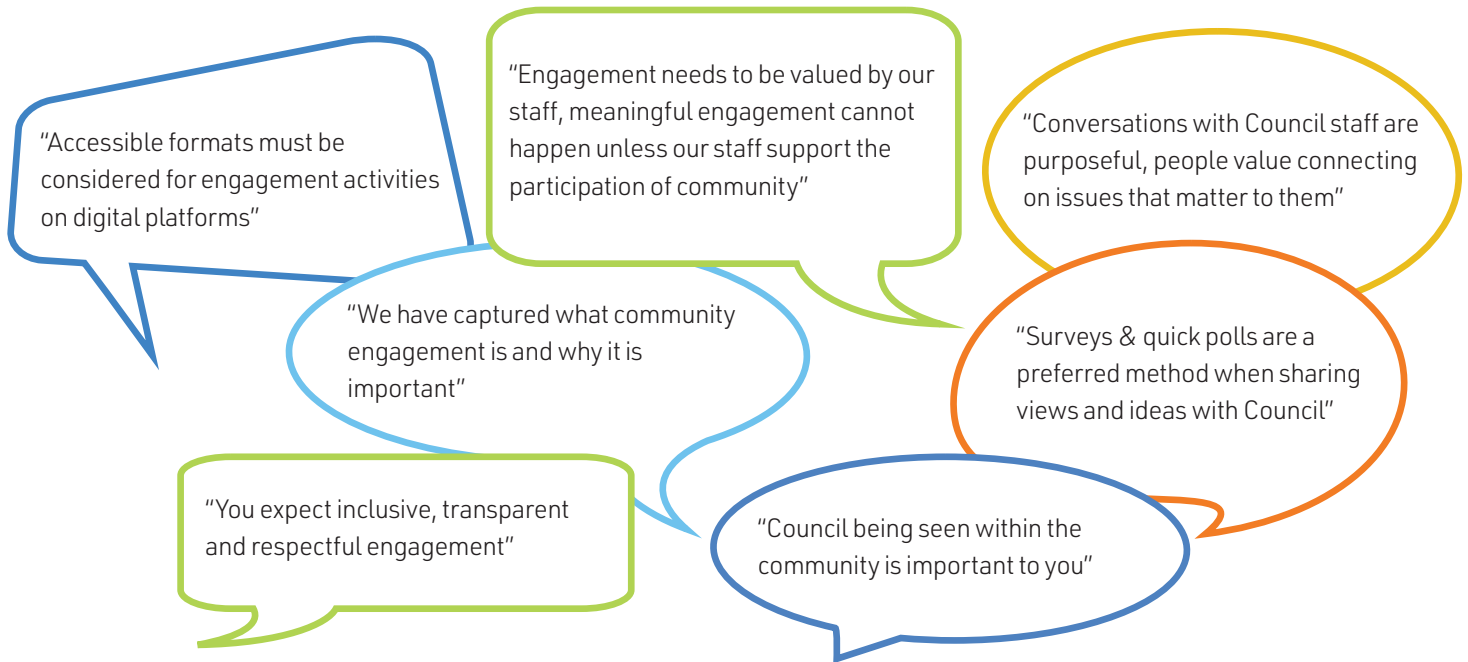 “Accessible formats must be
considered for engagement activities
on digital platforms”
“Engagement needs to be valued by our
staff, meaningful engagement cannot
happen unless our staff support the
participation of community”
“Conversations with Council staff are
purposeful, people value connecting
on issues that matter to them”
“We have captured what community
engagement is and why it is
important”
“Surveys & quick polls are a
preferred method when sharing
views and ideas with Council”
“You expect inclusive, transparent
and respectful engagement”
“Council being seen within the
community is important to you”